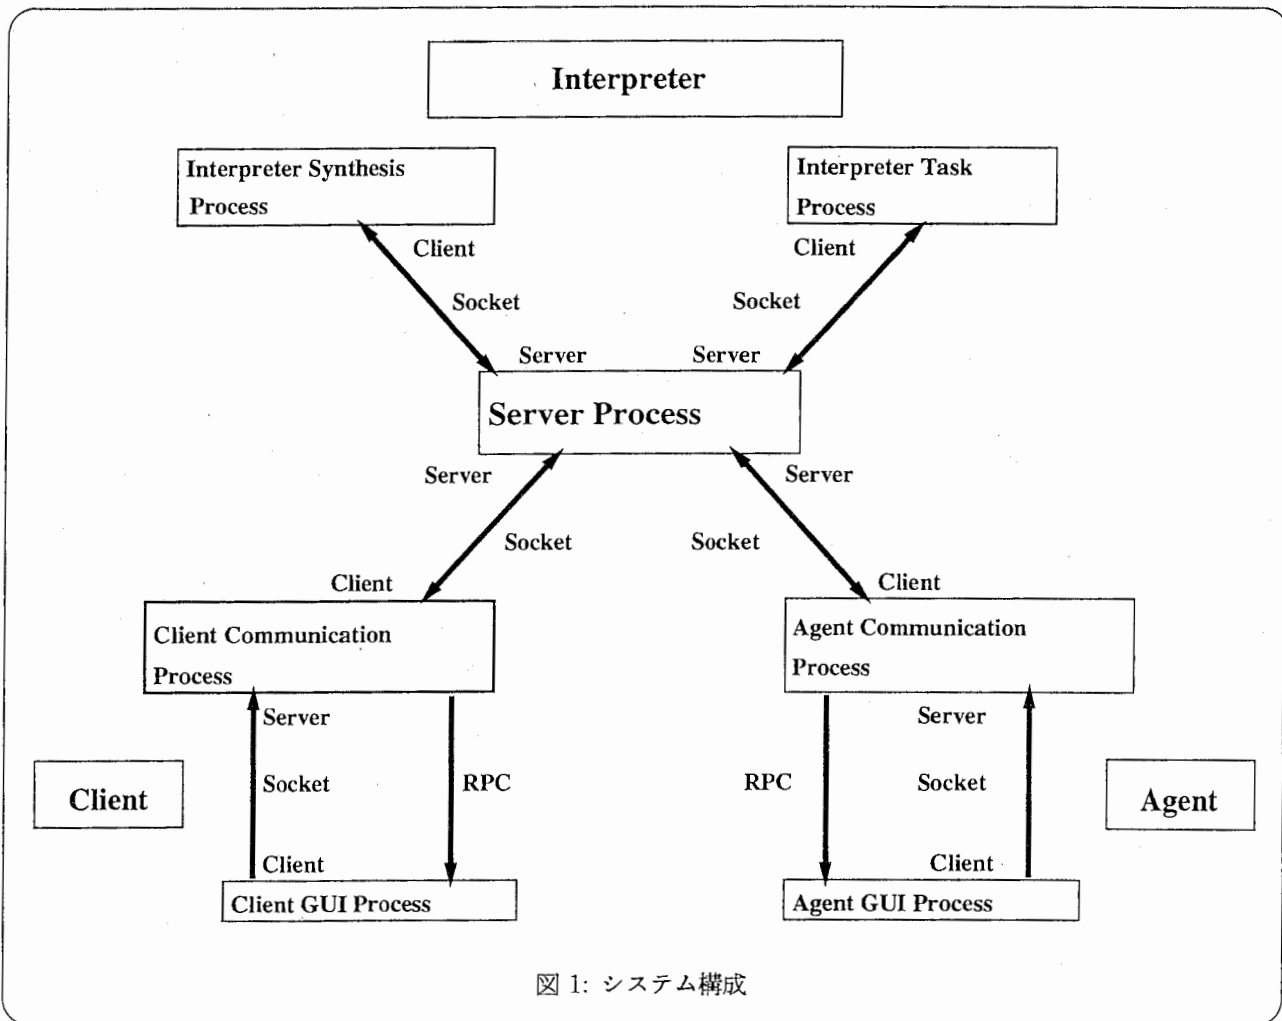 Interpreter
Interpreter Synthesis
Process
Interpreter Task
Process
Client
Client
Socket
Socket
Server
Server
Server Process
Server
Server
Socket
Socket
Client
Client
Client Communication
Process
Agent Communication
Process
Server
Server
Client
Socket
RPC
RPC
Socket
Agent
Client
Client
Client GUI Process
Agent GUI Process
図 1: システム構成